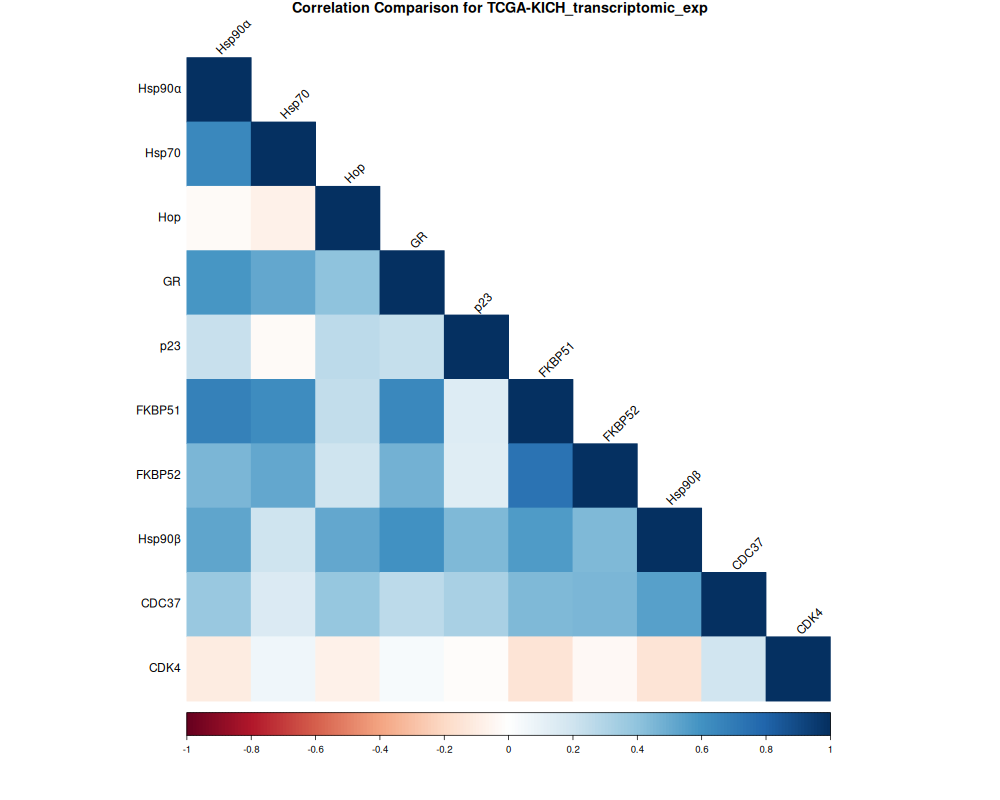 Correlation Comparison for TCGA-KICH_transcriptomic_exp
Hsp90α
Hsp90α
Hsp70
Hsp70
Hop
Hop
GR
GR
p23
p23
FKBP51
FKBP51
FKBP52
FKBP52
Hsp90β
Hsp90β
CDC37
CDC37
CDK4
CDK4
-1 -0.8 -0.6 -0.4 -0.2 0 0.2 0.4 0.6 0.8 1